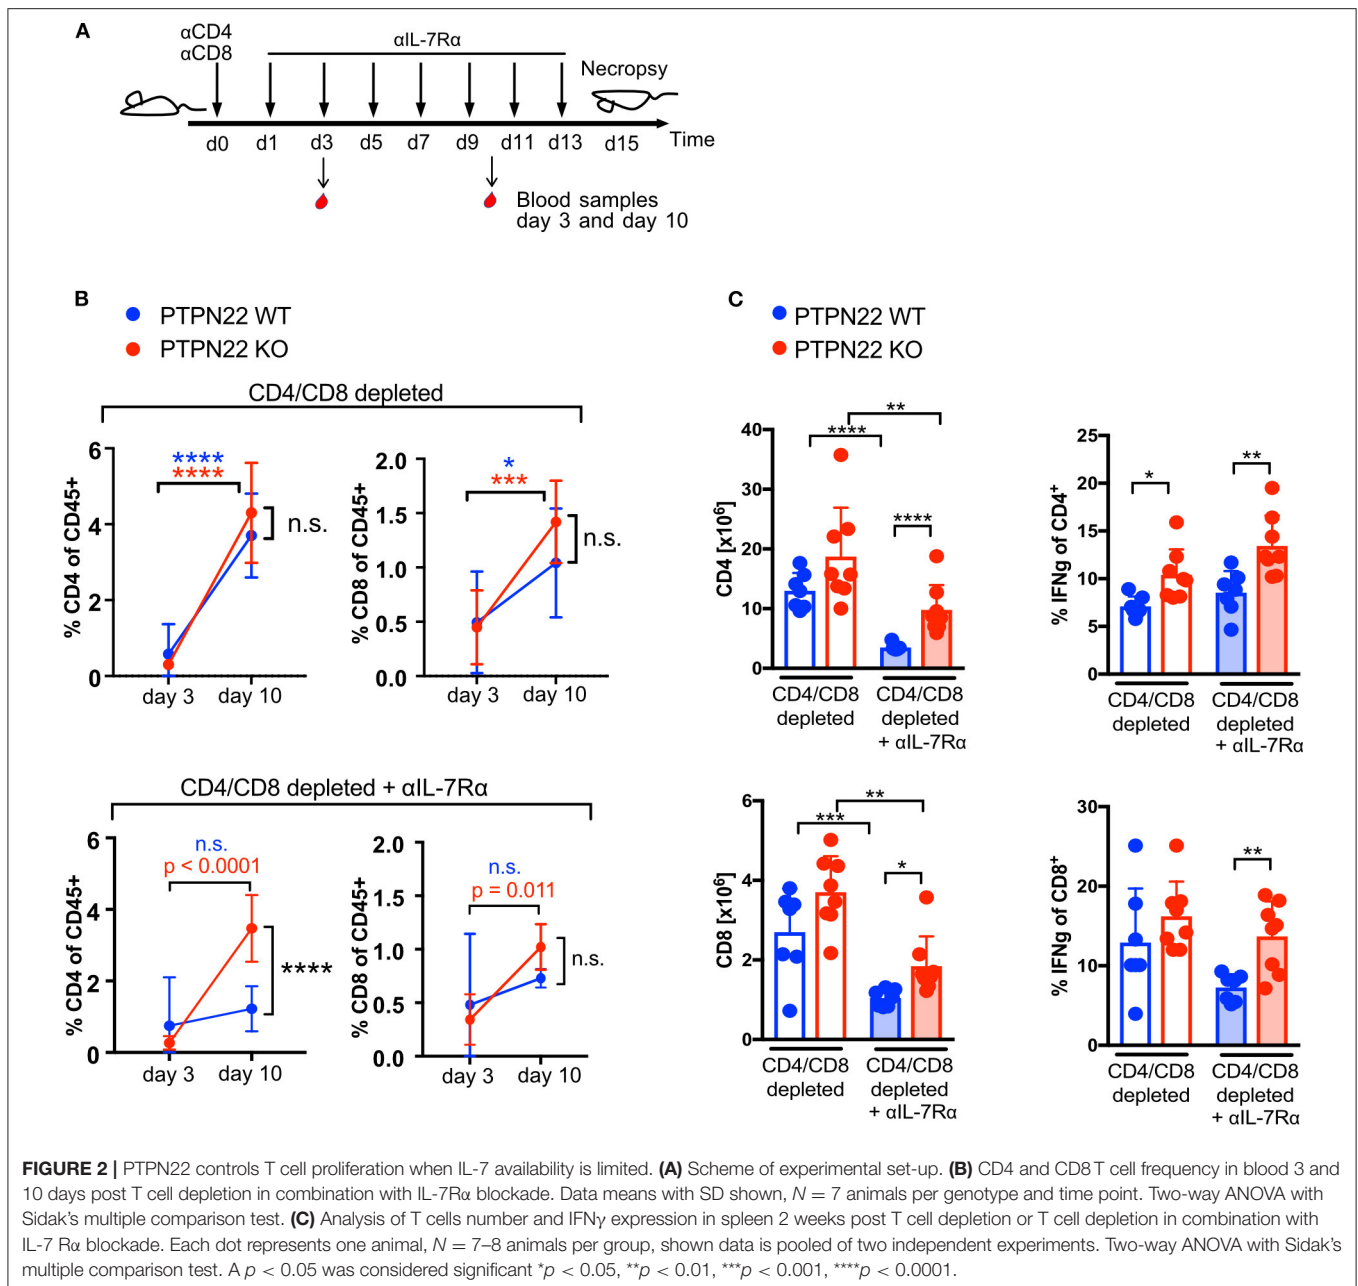 A
αCD4
αCD8
αIL-7Rα
Necropsy
d0 d1 d3 d5 d7 d9 d11 d13 d15 Time
Blood samples
day 3 and day 10
B
PTPN22 WT
PTPN22 KO
CD4/CD8 depleted
% CD4 of CD45+
6
4
2
0
****
****
n.s.
day 3 day 10
% CD8 of CD45+
2.0
1.5
1.0
0.5
0.0
*
***
n.s.
day 3 day 10
CD4/CD8 depleted + αIL-7Rα
% CD4 of CD45+
6
4
2
0
n.s.
p < 0.0001
****
day 3 day 10
% CD8 of CD45+
2.0
1.5
1.0
0.5
0.0
n.s.
p = 0.011
n.s.
day 3 day 10
C
PTPN22 WT
PTPN22 KO
CD4 [x10⁶]
40
30
20
10
0
**
****
****
CD4/CD8
depleted
CD4/CD8
depleted
+ αIL-7Rα
% IFNg of CD4⁺
25
20
15
10
5
0
*
**
CD4/CD8
depleted
CD4/CD8
depleted
+ αIL-7Rα
CD8 [x10⁶]
8
6
4
2
0
**
***
*
CD4/CD8
depleted
CD4/CD8
depleted
+ αIL-7Rα
% IFNg of CD8⁺
30
20
10
0
**
CD4/CD8
depleted
CD4/CD8
depleted
+ αIL-7Rα
FIGURE 2 | PTPN22 controls T cell proliferation when IL-7 availability is limited. (A) Scheme of experimental set-up. (B) CD4 and CD8 T cell frequency in blood 3 and
10 days post T cell depletion in combination with IL-7Rα blockade. Data means with SD shown, N = 7 animals per genotype and time point. Two-way ANOVA with
Sidak's multiple comparison test. (C) Analysis of T cells number and IFNγ expression in spleen 2 weeks post T cell depletion or T cell depletion in combination with
IL-7 Rα blockade. Each dot represents one animal, N = 7–8 animals per group, shown data is pooled of two independent experiments. Two-way ANOVA with Sidak's
multiple comparison test. A p < 0.05 was considered significant *p < 0.05, **p < 0.01, ***p < 0.001, ****p < 0.0001.